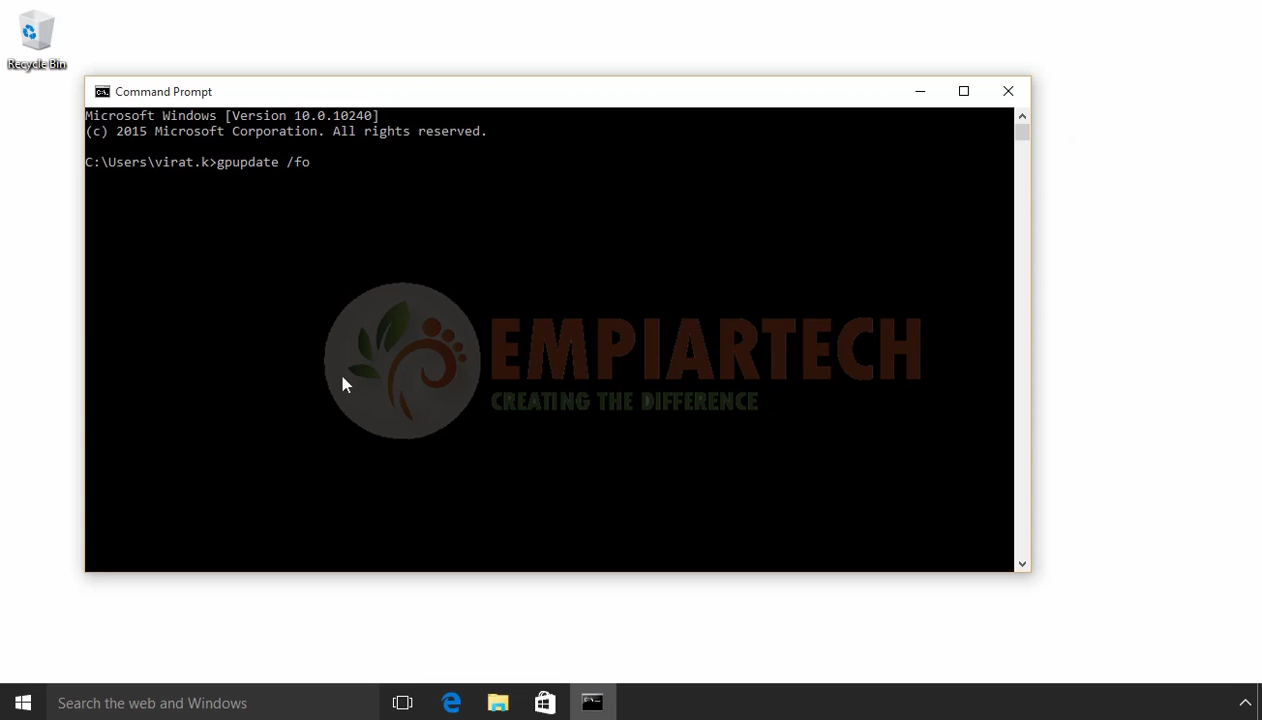 Recycle Bin
Command Prompt
Microsoft Windows [Version 10.0.10240]
(c) 2015 Microsoft Corporation. All rights reserved.
C:\Users\virat.k>gpupdate /fo
EMPIARTECH
CREATING THE DIFFERENCE
Search the web and Windows